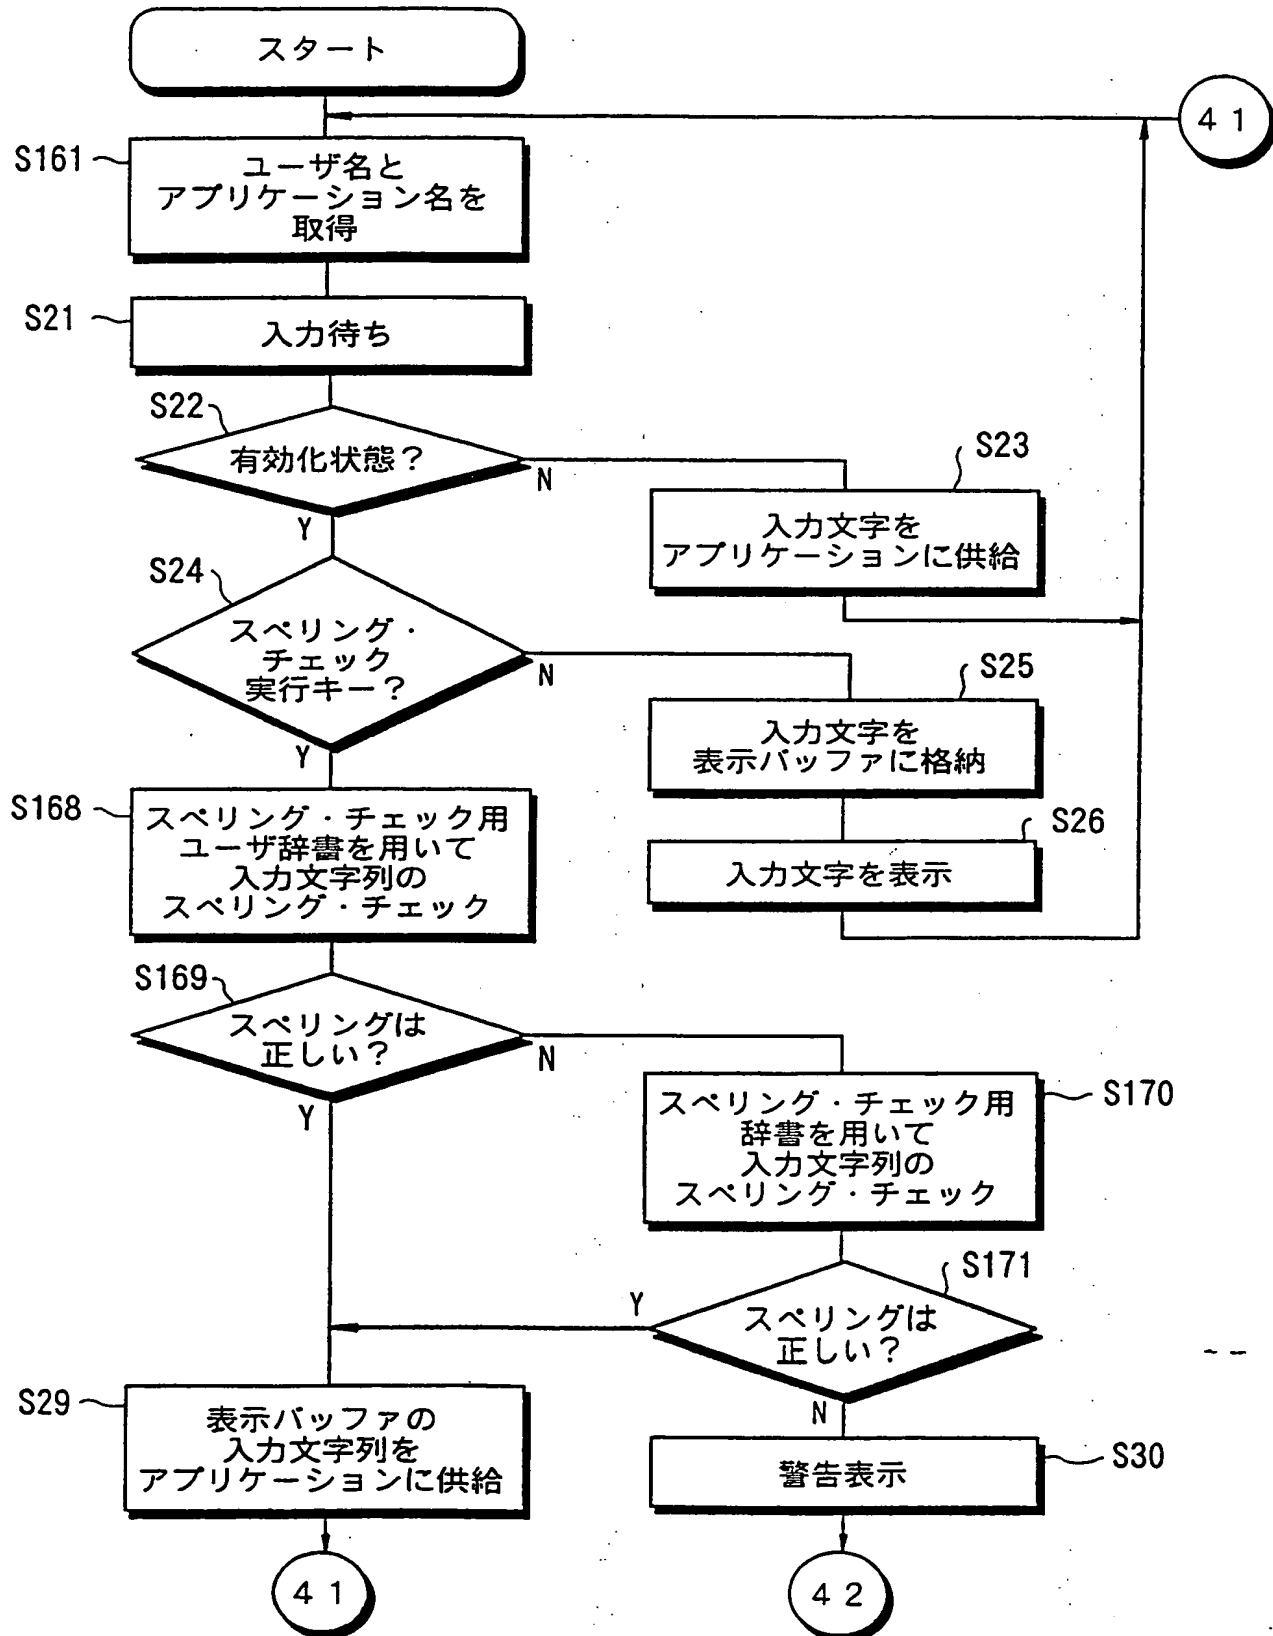 スタート
41
S161
ユーザ名と
アプリケーション名を
取得
S21
入力待ち
S22
有効化状態？
N
Y
S23
入力文字を
アプリケーションに供給
S24
スペリング・
チェック
実行キー？
N
Y
S25
入力文字を
表示バッファに格納
S26
入力文字を表示
S168
スペリング・チェック用
ユーザ辞書を用いて
入力文字列の
スペリング・チェック
S169
スペリングは
正しい？
N
Y
S170
スペリング・チェック用
辞書を用いて
入力文字列の
スペリング・チェック
S171
スペリングは
正しい？
Y
N
S29
表示バッファの
入力文字列を
アプリケーションに供給
S30
警告表示
41
42